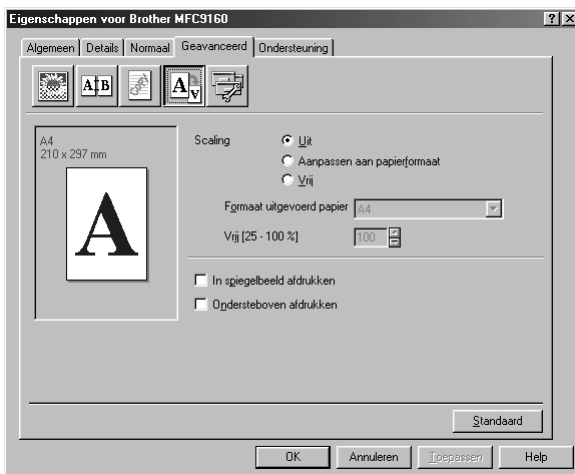 Eigenschappen voor Brother MFC9160
Algemeen Details Normaal Geavanceerd Ondersteuning
A B copy A A
A4
210 x 297 mm
A
Scaling Uit
Aanpassen aan papierformaat
Vrij
Formaat uitgevoerd papier A4
Vrij [25 - 100 %] 100
In spiegelbeeld afdrukken
Ondersteboven afdrukken
Standaard
OK Annuleren Toepassen Help